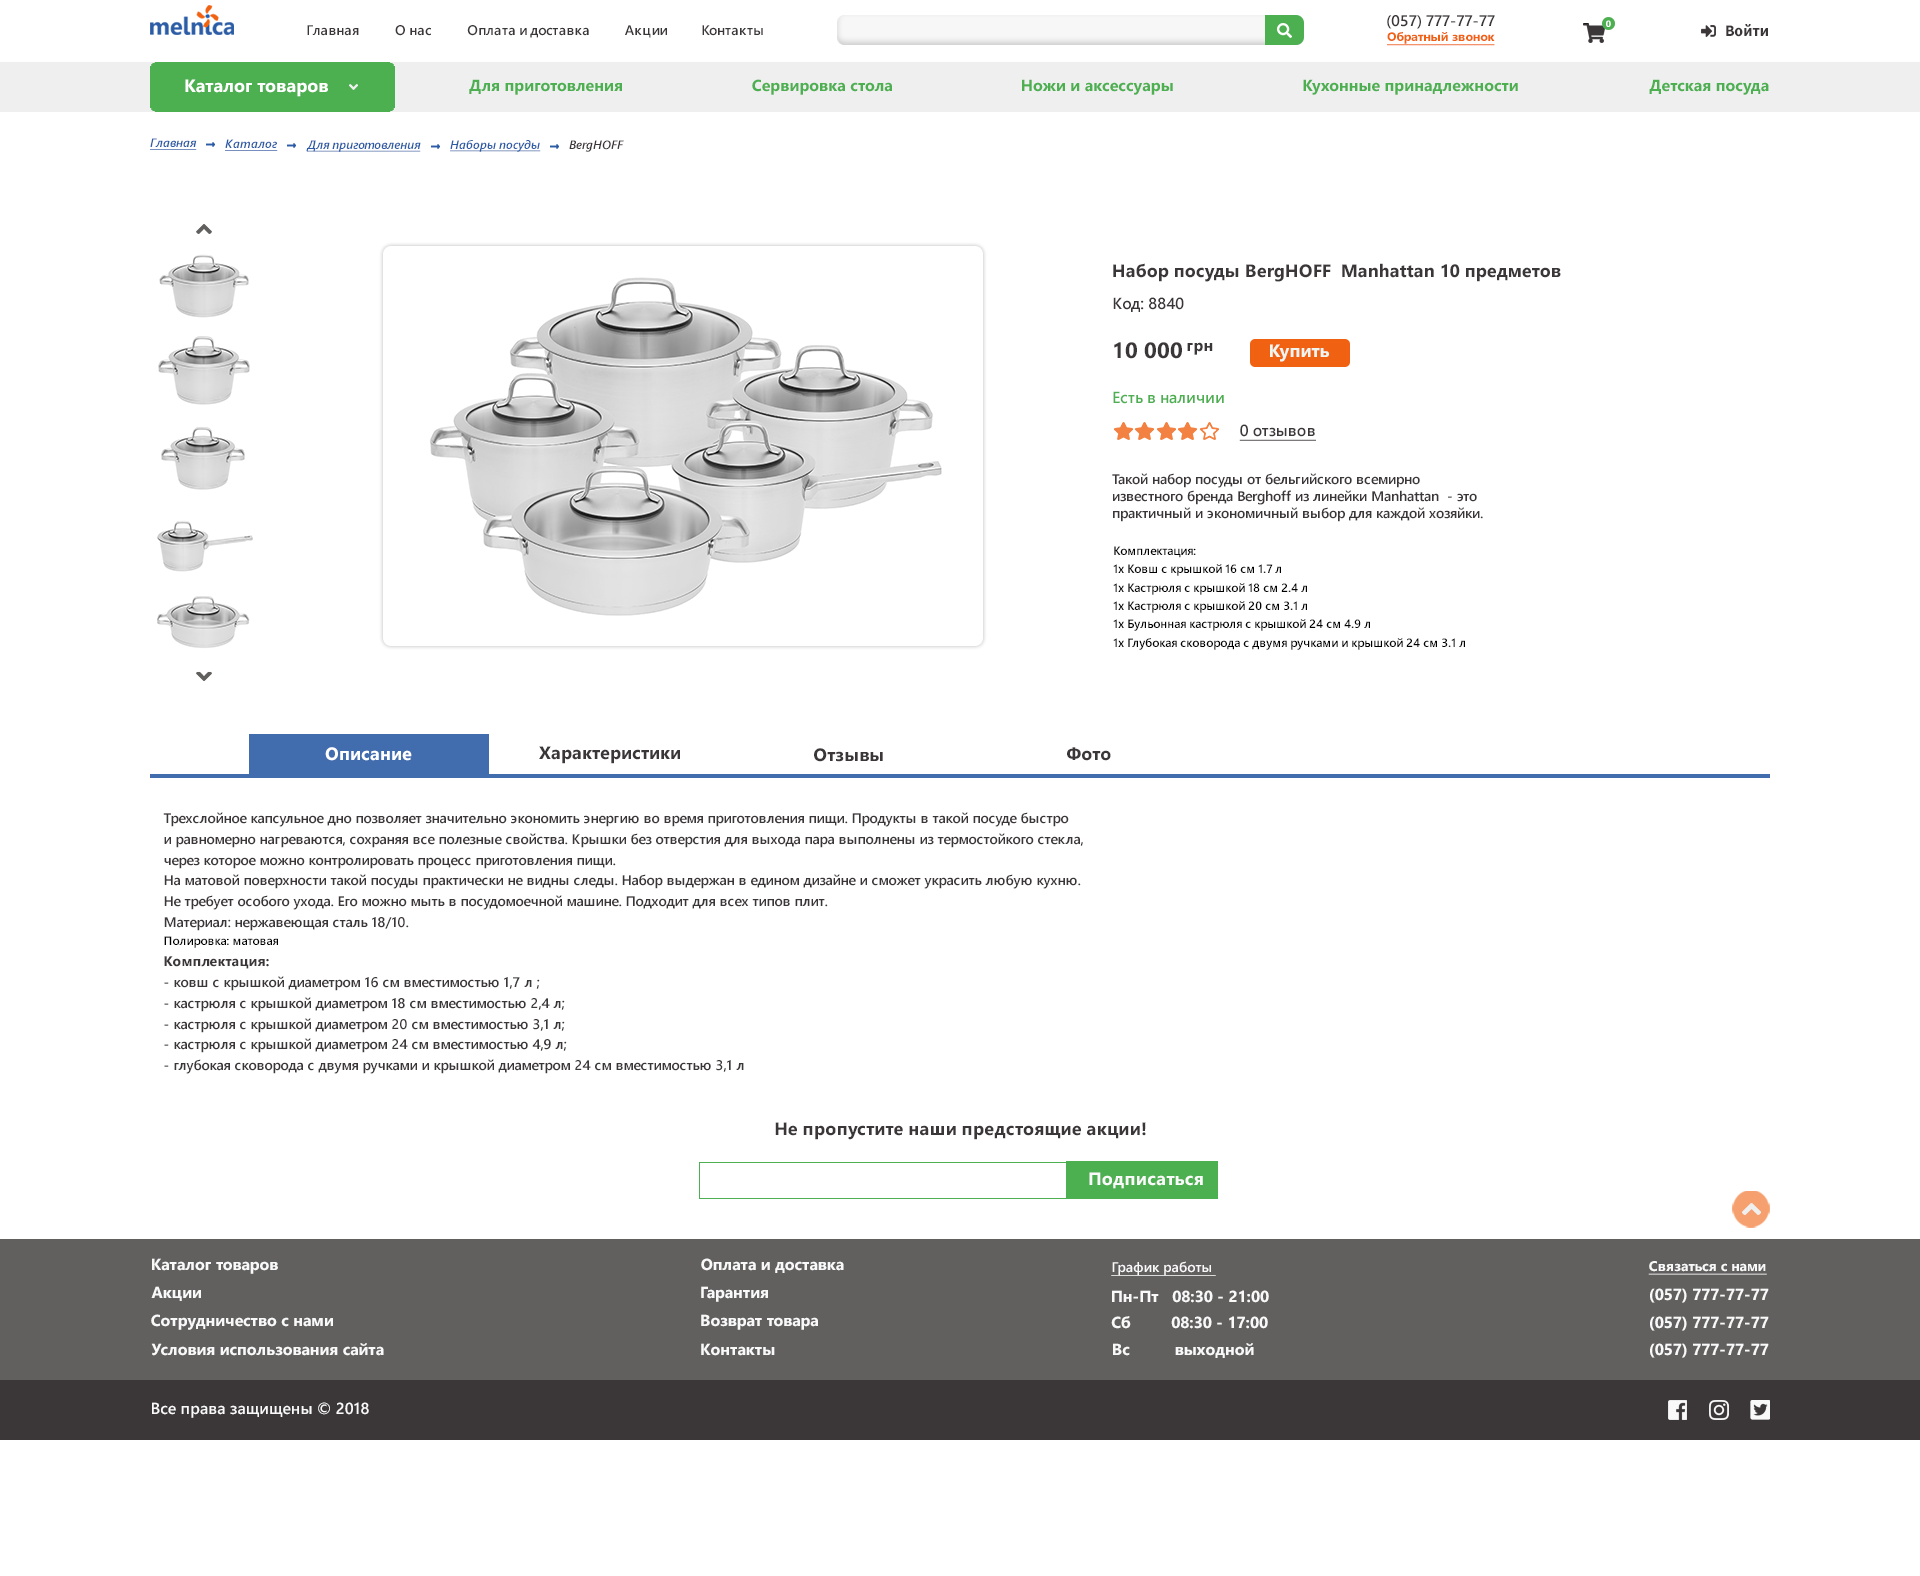 melnica
Главная О нас Оплата и доставка Акции Контакты
(057) 777-77-77
Обратный звонок
0
Войти
Каталог товаров
Для приготовления Сервировка стола Ножи и аксессуары Кухонные принадлежности Детская посуда
Главная Каталог Для приготовления Наборы посуды BergHOFF
Набор посуды BergHOFF Manhattan 10 предметов
Код: 8840
10 000 грн
Купить
Есть в наличии
0 отзывов
Такой набор посуды от бельгийского всемирно
известного бренда Berghoff из линейки Manhattan - это
практичный и экономичный выбор для каждой хозяйки.
Комплектация:
1x Ковш с крышкой 16 см 1.7 л
1x Кастрюля с крышкой 18 см 2.4 л
1x Кастрюля с крышкой 20 см 3.1 л
1x Бульонная кастрюля с крышкой 24 см 4.9 л
1x Глубокая сковорода с двумя ручками и крышкой 24 см 3.1 л
Описание Характеристики Отзывы Фото
Трехслойное капсульное дно позволяет значительно экономить энергию во время приготовления пищи. Продукты в такой посуде быстро
и равномерно нагреваются, сохраняя все полезные свойства. Крышки без отверстия для выхода пара выполнены из термостойкого стекла,
через которое можно контролировать процесс приготовления пищи.
На матовой поверхности такой посуды практически не видны следы. Набор выдержан в едином дизайне и сможет украсить любую кухню.
Не требует особого ухода. Его можно мыть в посудомоечной машине. Подходит для всех типов плит.
Материал: нержавеющая сталь 18/10.
Полировка: матовая
Комплектация:
- ковш с крышкой диаметром 16 см вместимостью 1,7 л ;
- кастрюля с крышкой диаметром 18 см вместимостью 2,4 л;
- кастрюля с крышкой диаметром 20 см вместимостью 3,1 л;
- кастрюля с крышкой диаметром 24 см вместимостью 4,9 л;
- глубокая сковорода с двумя ручками и крышкой диаметром 24 см вместимостью 3,1 л
Не пропустите наши предстоящие акции!
Подписаться
Каталог товаров
Акции
Сотрудничество с нами
Условия использования сайта
Оплата и доставка
Гарантия
Возврат товара
Контакты
График работы
Пн-Пт 08:30 - 21:00
Сб 08:30 - 17:00
Вс выходной
Связаться с нами
(057) 777-77-77
(057) 777-77-77
(057) 777-77-77
Все права защищены © 2018